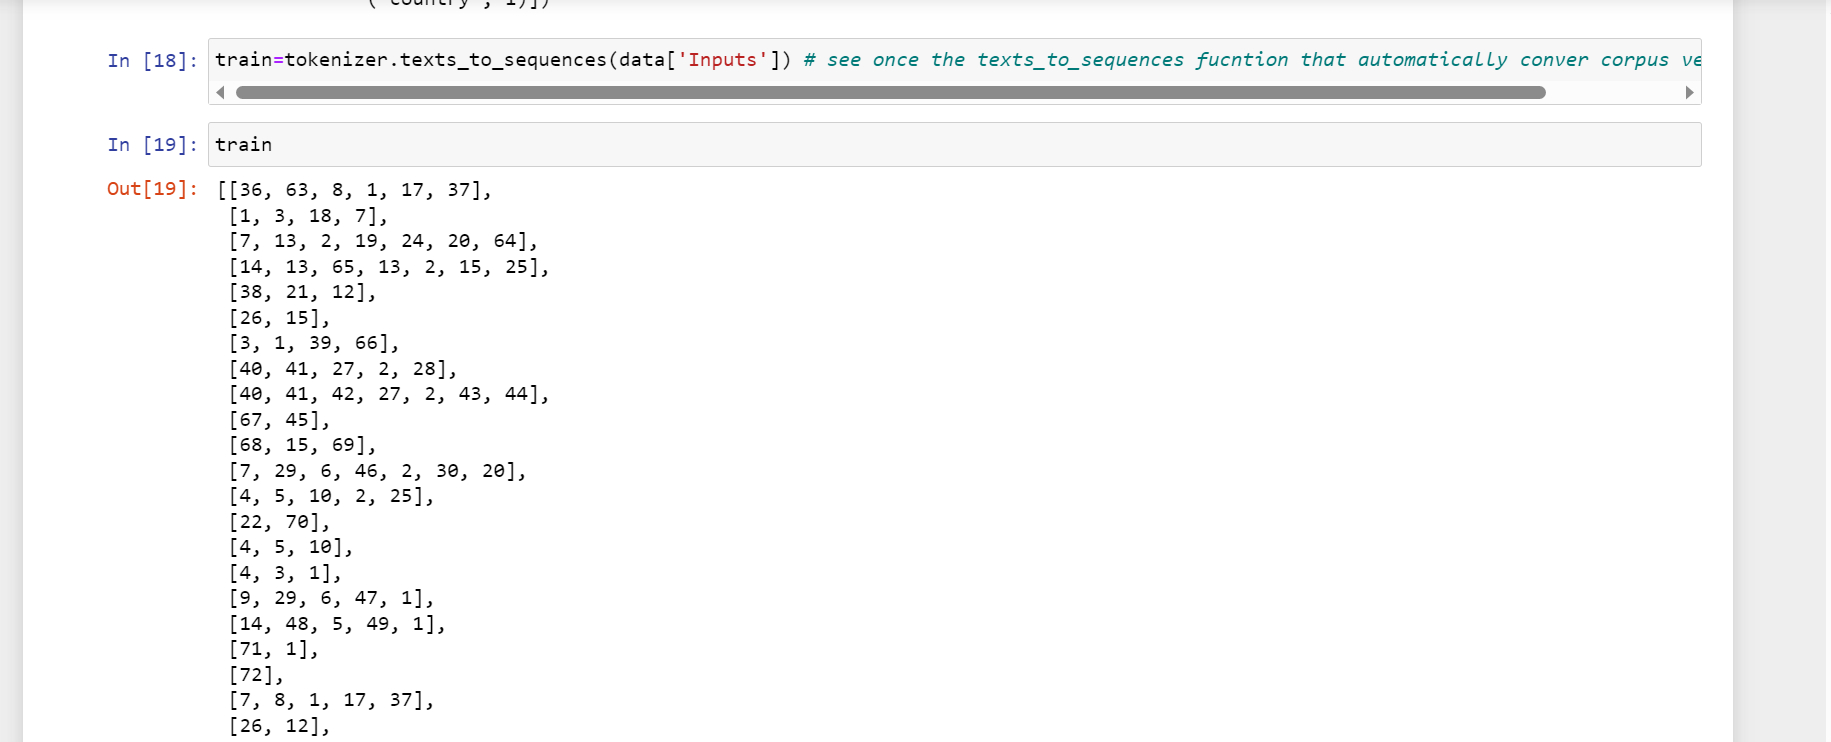 In [18]: train=tokenizer.texts_to_sequences(data['Inputs']) # see once the texts_to_sequences fucntion that automatically conver corpus ve
In [19]: train
Out[19]: [[36, 63, 8, 1, 17, 37],
[1, 3, 18, 7],
[7, 13, 2, 19, 24, 20, 64],
[14, 13, 65, 13, 2, 15, 25],
[38, 21, 12],
[26, 15],
[3, 1, 39, 66],
[40, 41, 27, 2, 28],
[40, 41, 42, 27, 2, 43, 44],
[67, 45],
[68, 15, 69],
[7, 29, 6, 46, 2, 30, 20],
[4, 5, 10, 2, 25],
[22, 70],
[4, 5, 10],
[4, 3, 1],
[9, 29, 6, 47, 1],
[14, 48, 5, 49, 1],
[71, 1],
[72],
[7, 8, 1, 17, 37],
[26, 12],